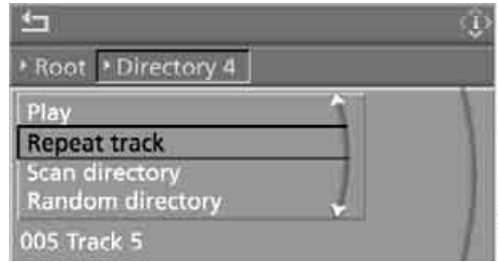 Root Directory 4
Play
Repeat track
Scan directory
Random directory
005 Track 5